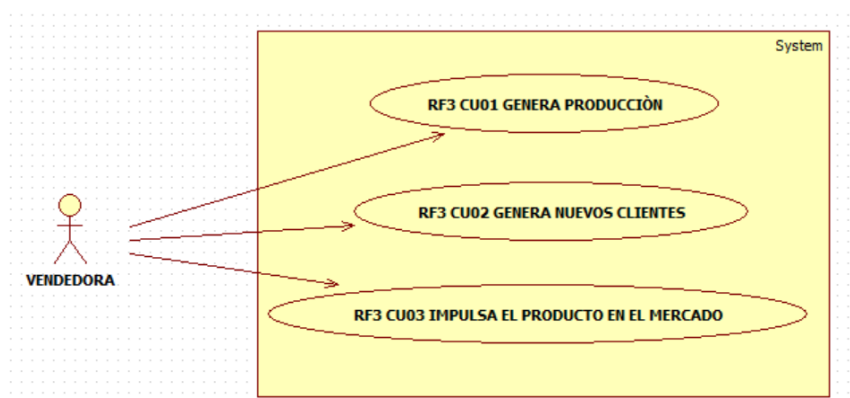 System
RF3 CU01 GENERA PRODUCCIÒN
RF3 CU02 GENERA NUEVOS CLIENTES
VENDEDORA
RF3 CU03 IMPULSA EL PRODUCTO EN EL MERCADO